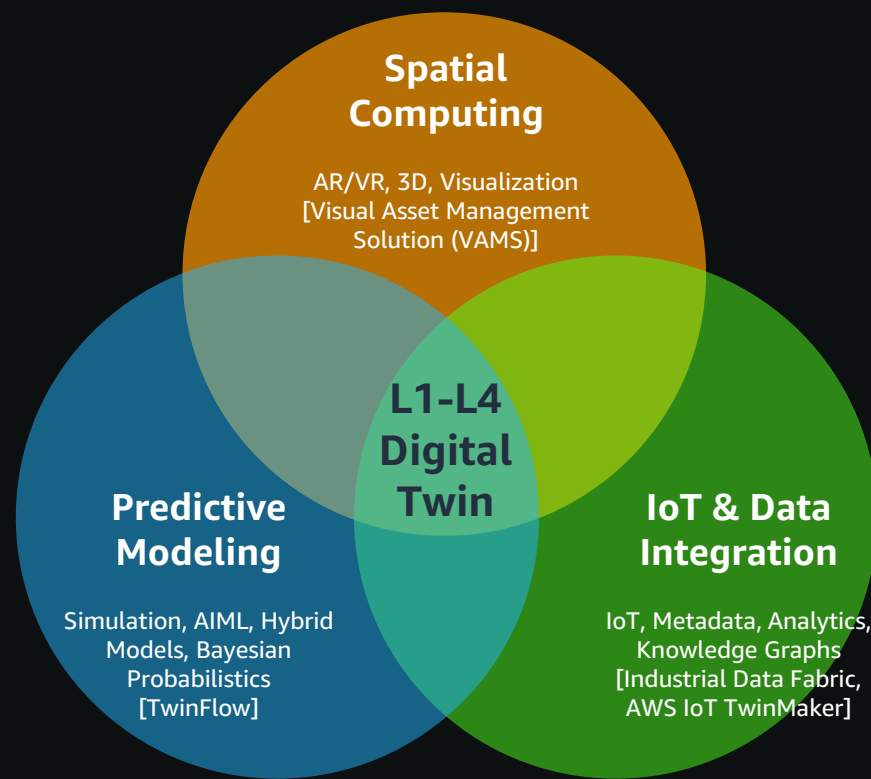 Spatial
Computing
AR/VR, 3D, Visualization
[Visual Asset Management
Solution (VAMS)]
L1-L4
Digital
Twin
Predictive
Modeling
Simulation, AIML, Hybrid
Models, Bayesian
Probabilistics
[TwinFlow]
IoT & Data
Integration
IoT, Metadata, Analytics,
Knowledge Graphs
[Industrial Data Fabric,
AWS IoT TwinMaker]